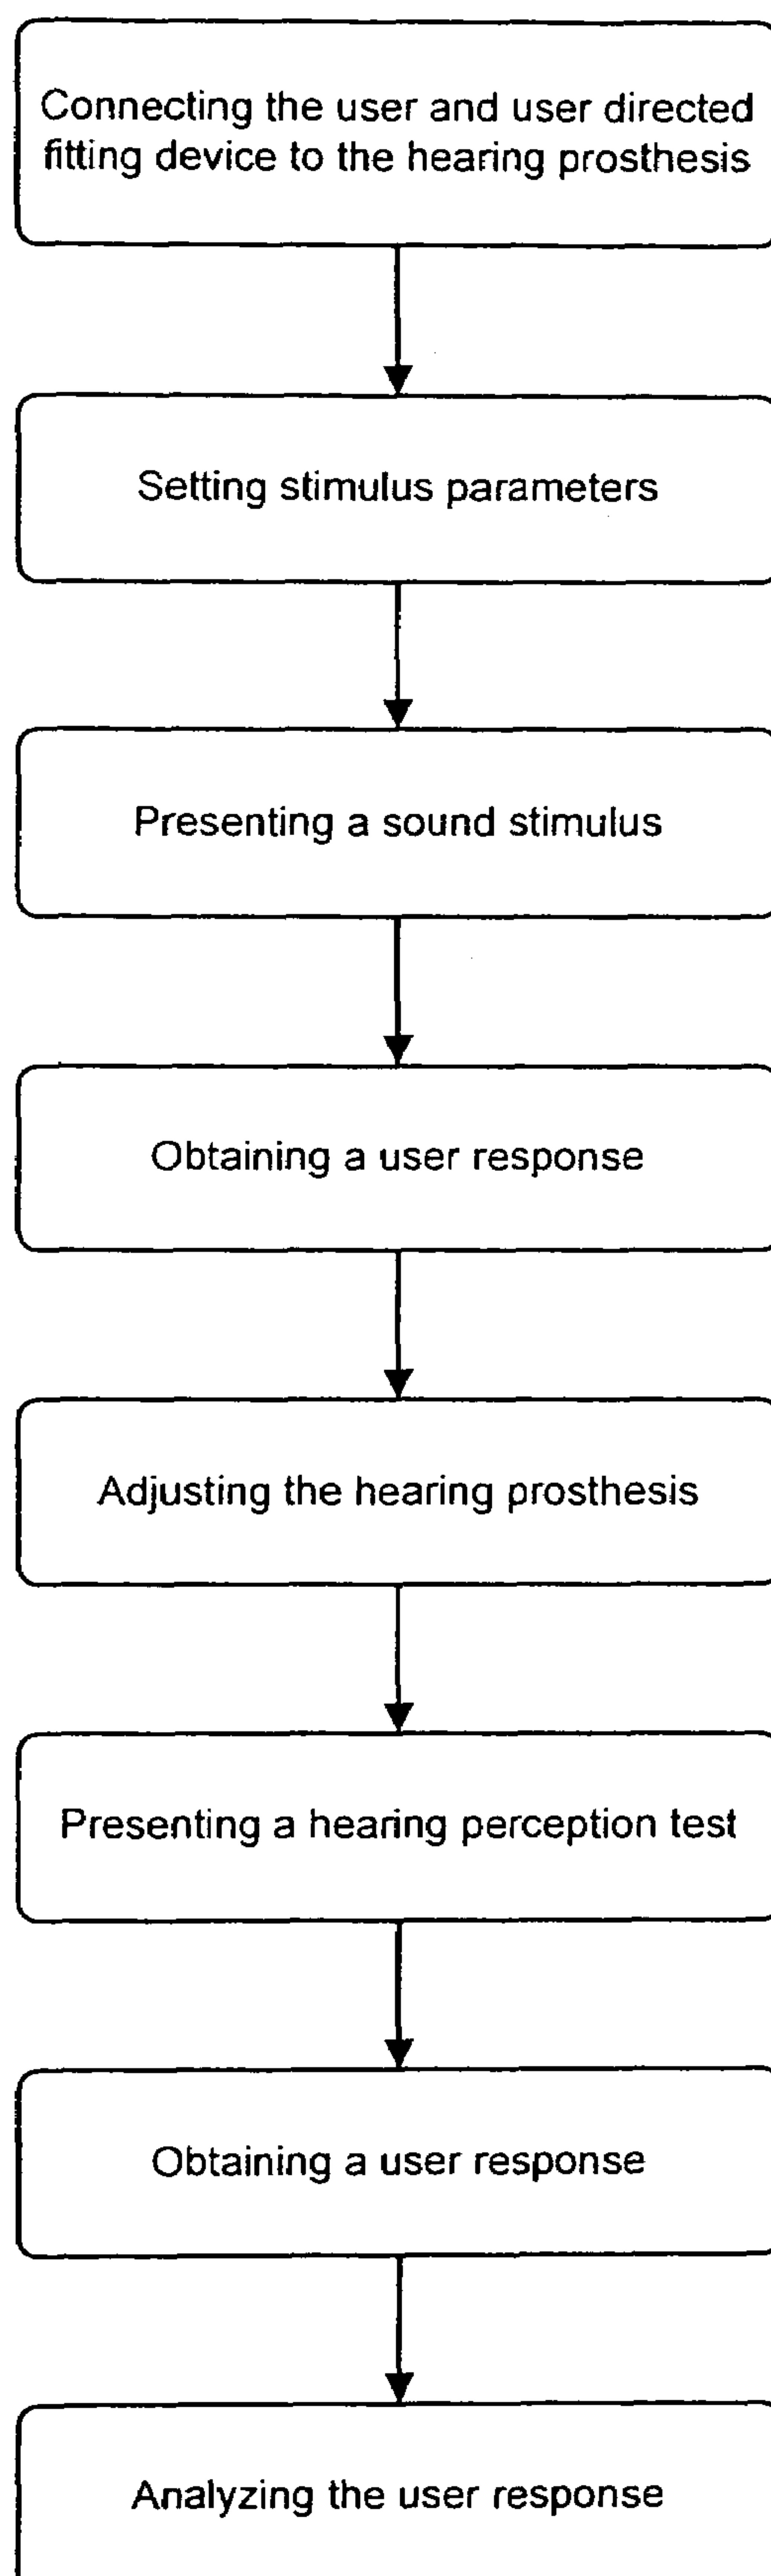 Connecting the user and user directed
fitting device to the hearing prosthesis
Setting stimulus parameters
Presenting a sound stimulus
Obtaining a user response
Adjusting the hearing prosthesis
Presenting a hearing perception test
Obtaining a user response
Analyzing the user response